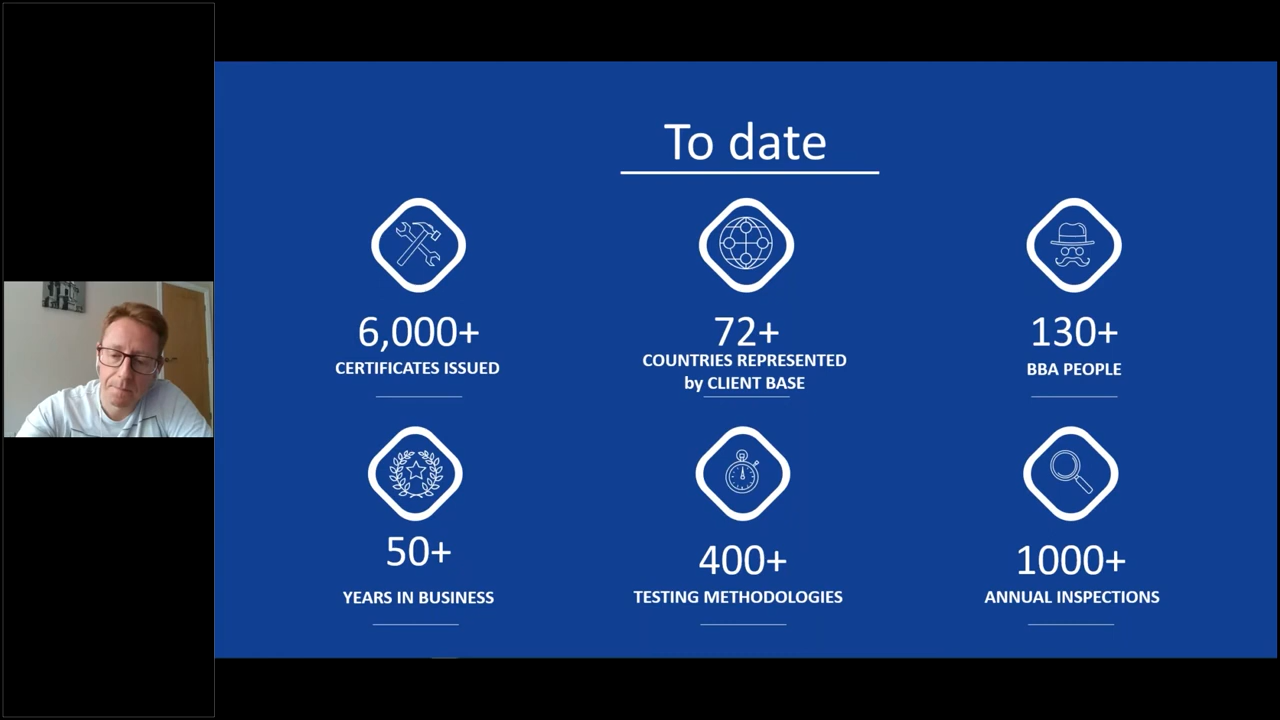 To date
6,000+
CERTIFICATES ISSUED
72+
COUNTRIES REPRESENTED
by CLIENT BASE
130+
BBA PEOPLE
50+
YEARS IN BUSINESS
400+
TESTING METHODOLOGIES
1000+
ANNUAL INSPECTIONS